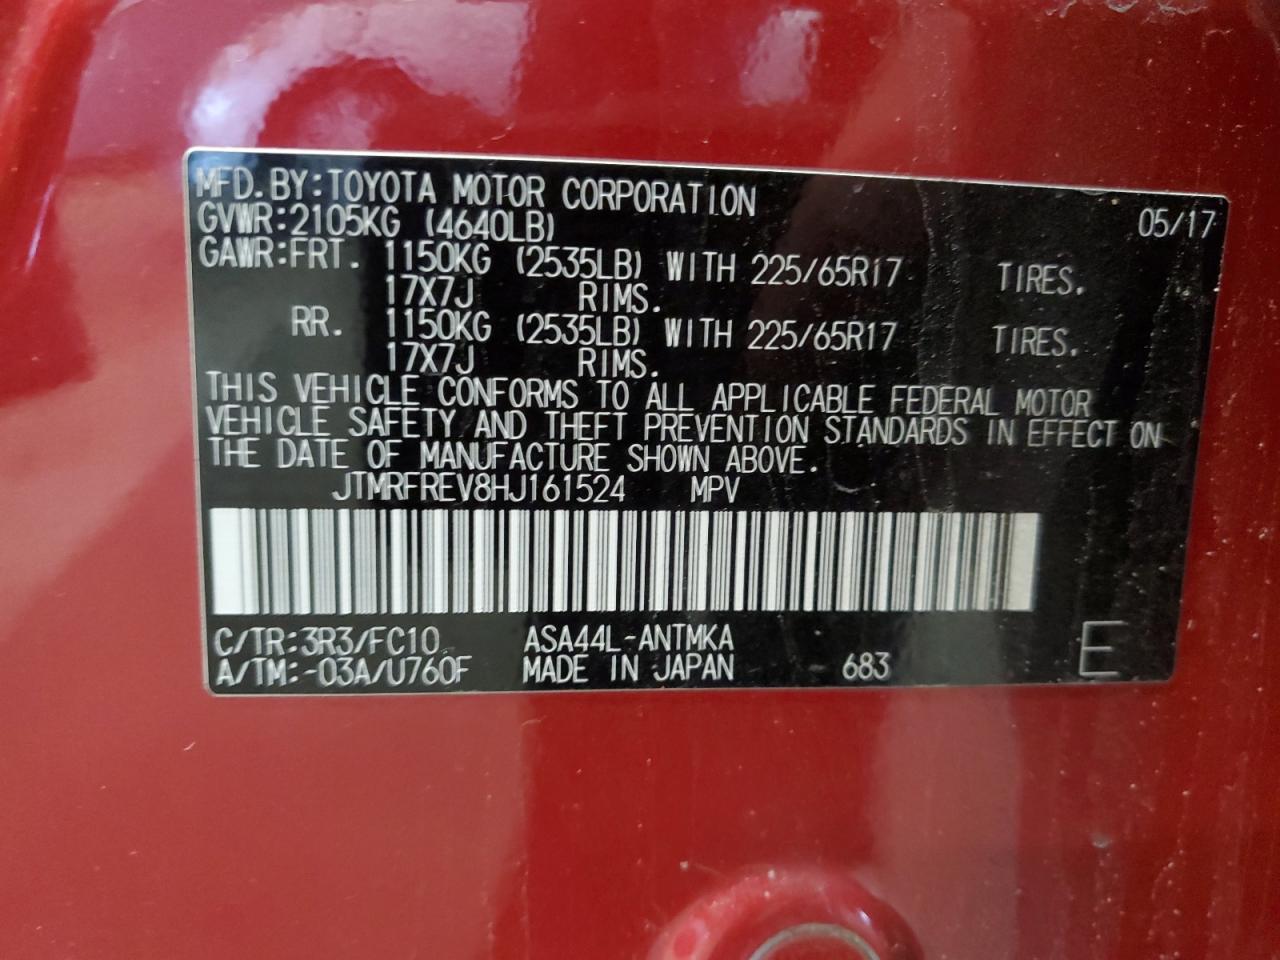 MFD.BY:TOYOTA MOTOR CORPORATION 05/17
GVWR:2105KG (4640LB)
GAWR:FRT. 1150KG (2535LB) WITH 225/65R17 TIRES.
17X7J RIMS.
RR. 1150KG (2535LB) WITH 225/65R17 TIRES.
17X7J RIMS.
THIS VEHICLE CONFORMS TO ALL APPLICABLE FEDERAL MOTOR
VEHICLE SAFETY AND THEFT PREVENTION STANDARDS IN EFFECT ON
THE DATE OF MANUFACTURE SHOWN ABOVE.
JTMRFREV8HJ161524 MPV
C/TR:3R3/FC10 ASA44L-ANTMKA
A/TM:-03A/U760F MADE IN JAPAN 683 E